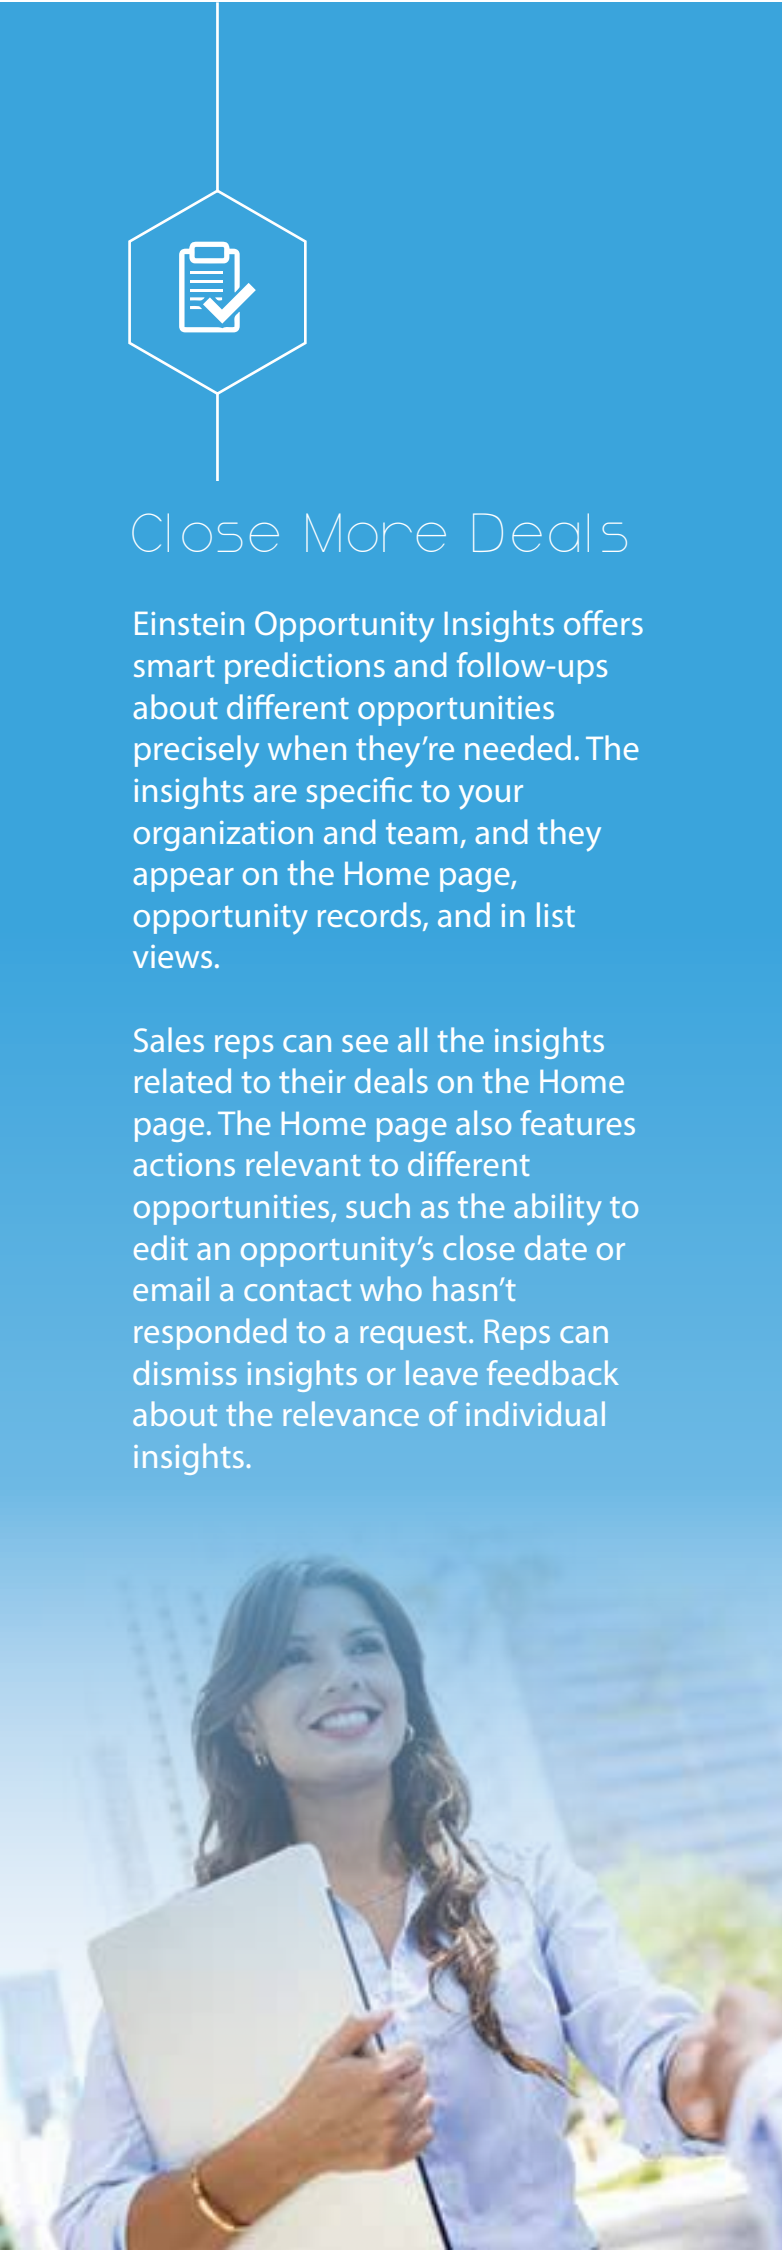 Close More Deals
Einstein Opportunity Insights offers
smart predictions and follow-ups
about different opportunities
precisely when they’re needed. The
insights are specific to your
organization and team, and they
appear on the Home page,
opportunity records, and in list
views.
Sales reps can see all the insights
related to their deals on the Home
page. The Home page also features
actions relevant to different
opportunities, such as the ability to
edit an opportunity’s close date or
email a contact who hasn’t
responded to a request. Reps can
dismiss insights or leave feedback
about the relevance of individual
insights.